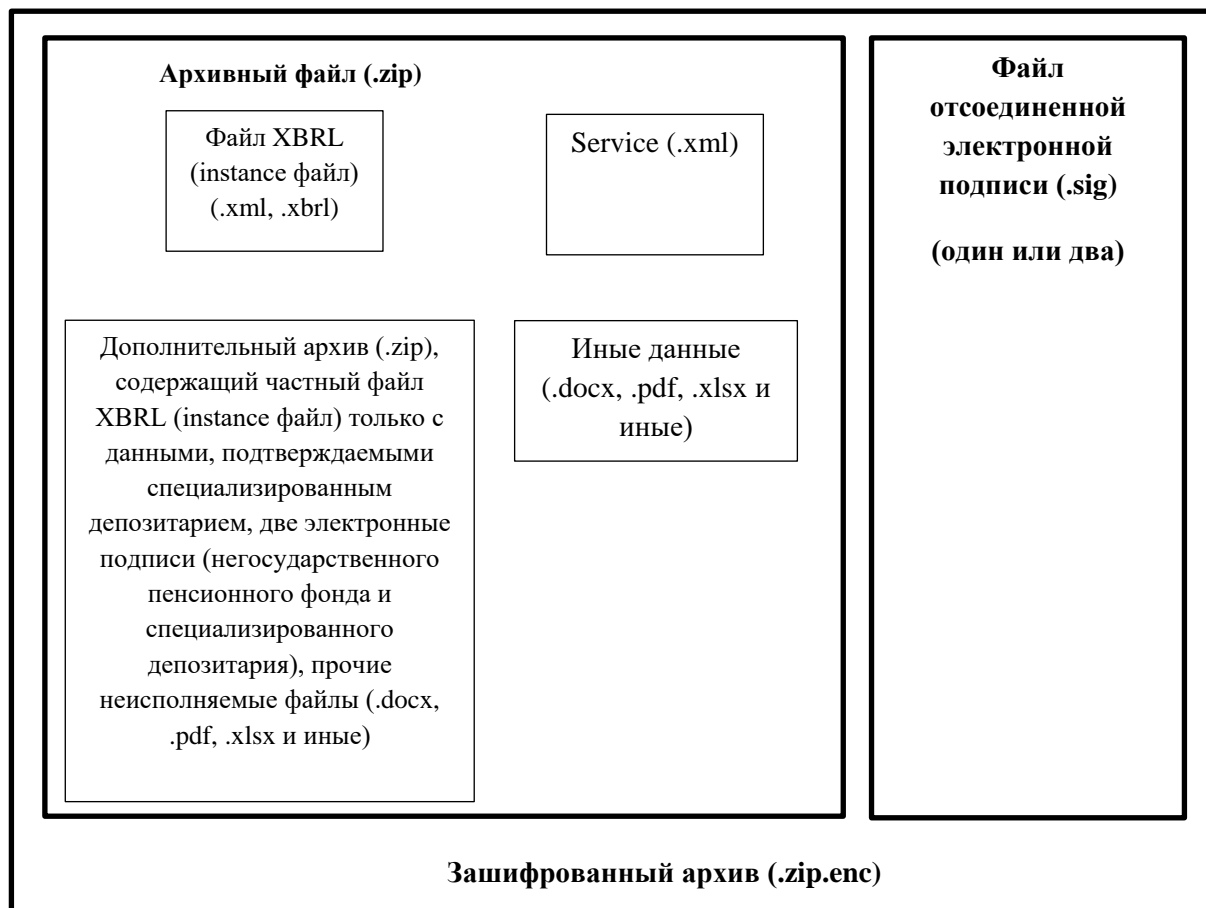 Архивный файл (.zip)
Файл XBRL
(instance файл)
(.xml, .xbrl)
Service (.xml)
Дополнительный архив (.zip),
содержащий частный файл
XBRL (instance файл) только с
данными, подтверждаемыми
специализированным
депозитарием, две электронные
подписи (негосударственного
пенсионного фонда и
специализированного
депозитария), прочие
неисполняемые файлы (.docx,
.pdf, .xlsx и иные)
Иные данные
(.docx, .pdf, .xlsx и
иные)
Файл
отсоединенной
электронной
подписи (.sig)
(один или два)
Зашифрованный архив (.zip.enc)